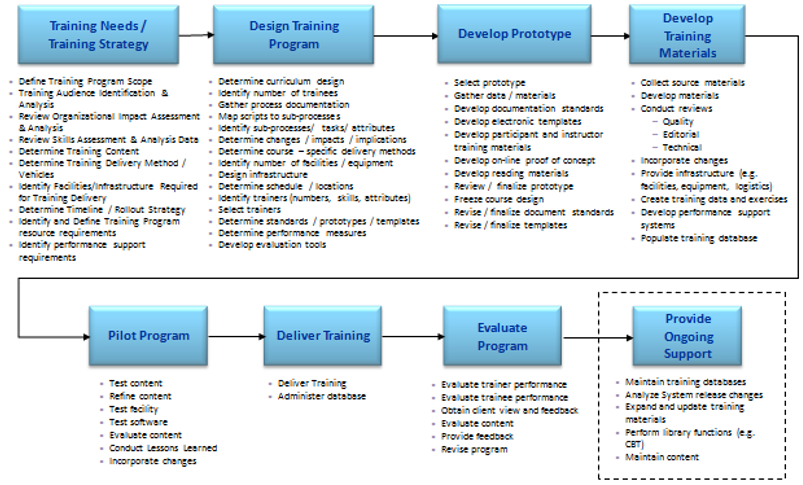 Training Needs /
Training Strategy
Define Training Program Scope
Training Audience Identification &
Analysis
Review Organizational Impact Assessment
& Analysis
Review Skills Assessment & Analysis Data
Determine Training Content
Determine Training Delivery Method /
Vehicles
Identify Facilities/Infrastructure Required
for Training Delivery
Determine Timeline / Rollout Strategy
Identify and Define Training Program
resource requirements
Identify performance support
requirements
Design Training
Program
Determine curriculum design
Identify number of trainees
Gather process documentation
Map scripts to sub-processes
Identify sub-processes/ tasks/ attributes
Determine changes / impacts / implications
Determine course – specific delivery methods
Identify number of facilities / equipment
Design infrastructure
Determine schedule / locations
Identify trainers (numbers, skills, attributes)
Select trainers
Determine standards / prototypes / templates
Determine performance measures
Develop evaluation tools
Develop Prototype
Select prototype
Gather data / materials
Develop documentation standards
Develop electronic templates
Develop participant and instructor
training materials
Develop on-line proof of concept
Develop reading materials
Review / finalize prototype
Freeze course design
Revise / finalize document standards
Revise / finalize templates
Develop
Training
Materials
Collect source materials
Develop materials
Conduct reviews
– Quality
– Editorial
– Technical
Incorporate changes
Provide infrastructure (e.g.
facilities, equipment, logistics)
Create training data and exercises
Develop performance support
systems
Populate training database
Pilot Program
Test content
Refine content
Test facility
Test software
Evaluate content
Conduct Lessons Learned
Incorporate changes
Deliver Training
Deliver Training
Administer database
Evaluate
Program
Evaluate trainer performance
Evaluate trainee performance
Obtain client view and feedback
Evaluate content
Provide feedback
Revise program
Provide
Ongoing
Support
Maintain training databases
Analyze System release changes
Expand and update training
materials
Perform library functions (e.g.
CBT)
Maintain content